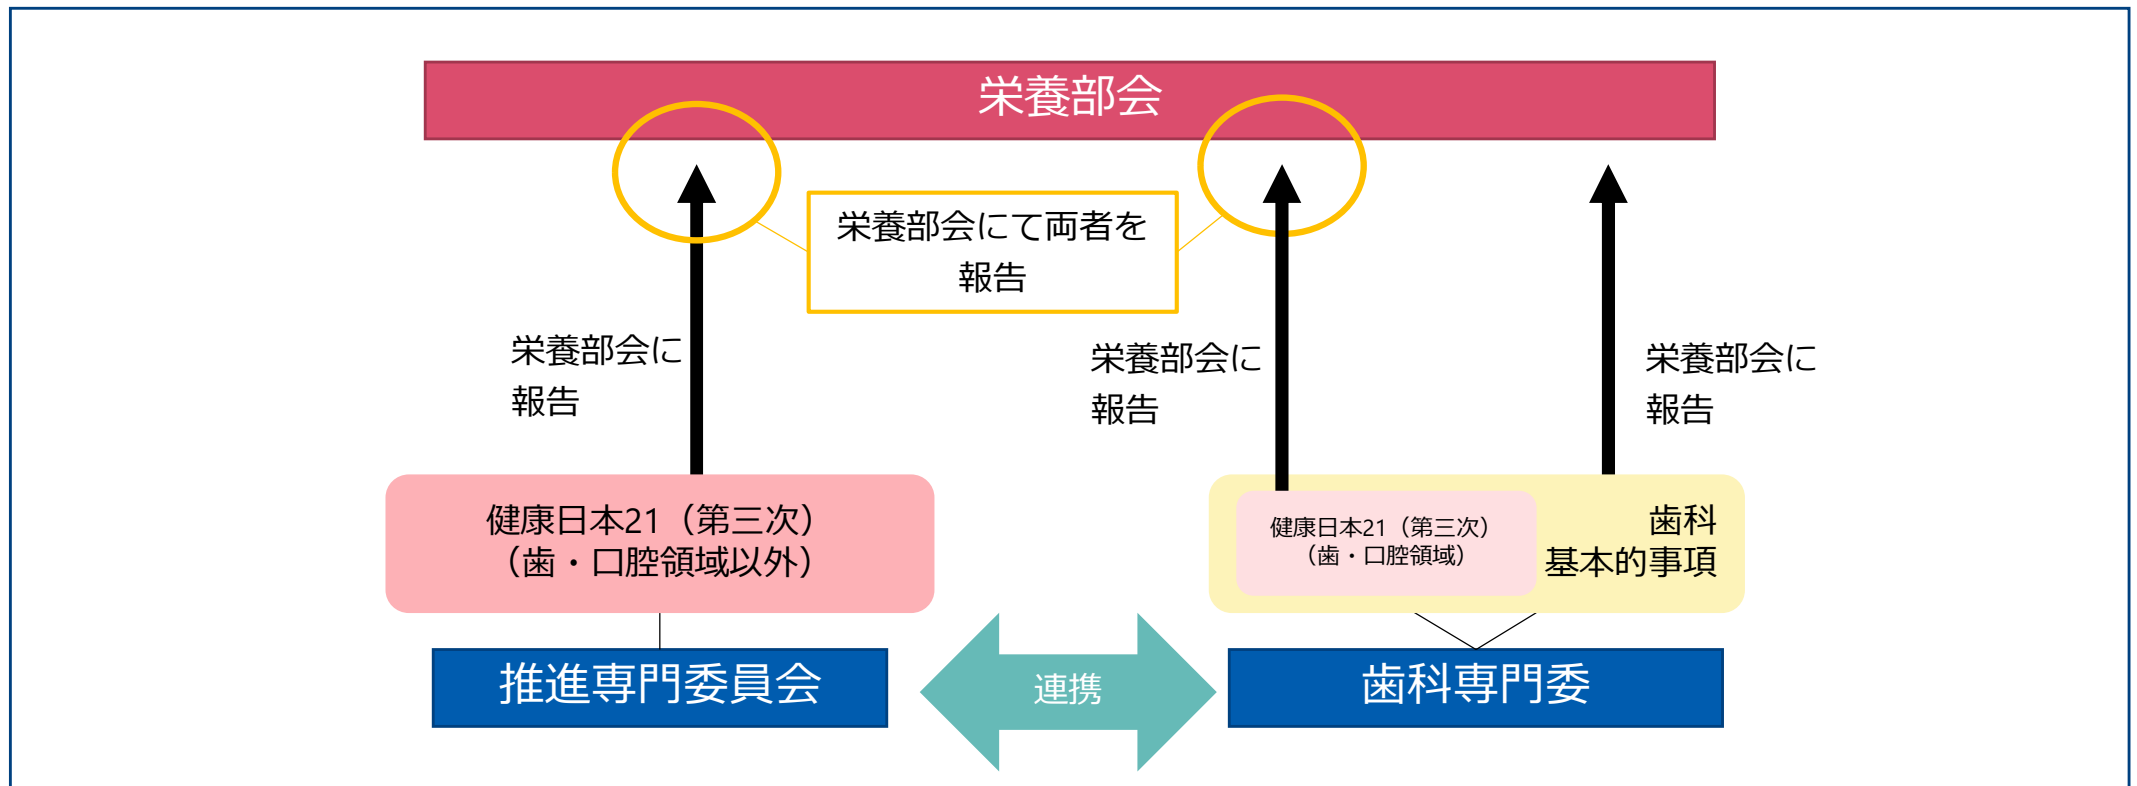 栄養部会
栄養部会にて両者を
報告
栄養部会に
報告
栄養部会に
報告
栄養部会に
報告
健康日本21（第三次）
（歯・口腔領域以外）
健康日本21（第三次）
（歯・口腔領域）
歯科
基本的事項
推進専門委員会
連携
歯科専門委